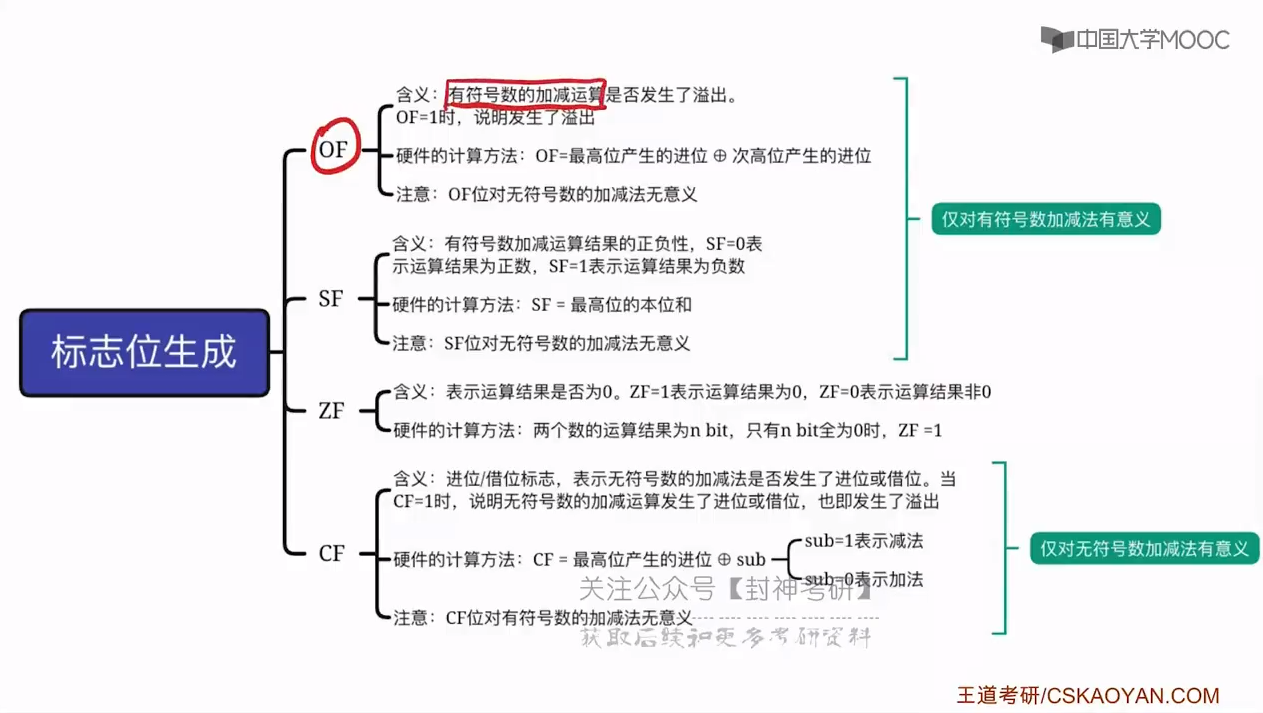 中国大学MOOC
标志位生成
OF
含义：有符号数的加减运算是否发生了溢出。
OF=1时，说明发生了溢出
硬件的计算方法：OF=最高位产生的进位 ⊕ 次高位产生的进位
注意：OF位对无符号数的加减法无意义
SF
含义：有符号数加减运算结果的正负性，SF=0表
示运算结果为正数，SF=1表示运算结果为负数
硬件的计算方法：SF = 最高位的本位和
注意：SF位对无符号数的加减法无意义
仅对有符号数加减法有意义
ZF
含义：表示运算结果是否为0。ZF=1表示运算结果为0，ZF=0表示运算结果非0
硬件的计算方法：两个数的运算结果为n bit，只有n bit全为0时，ZF =1
CF
含义：进位/借位标志，表示无符号数的加减法是否发生了进位或借位。当
CF=1时，说明无符号数的加减运算发生了进位或借位，也即发生了溢出
硬件的计算方法：CF = 最高位产生的进位 ⊕ sub
sub=1表示减法
sub=0表示加法
注意：CF位对有符号数的加减法无意义
仅对无符号数加减法有意义
关注公众号【封神考研】
获取后续和更多考研资料
王道考研/CSKAOYAN.COM